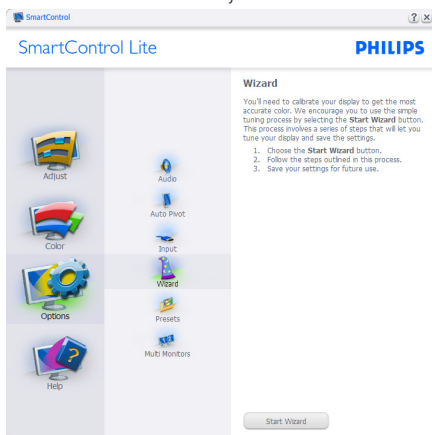 SmartControl
? X
SmartControl Lite
PHILIPS
Wizard
You'll need to calibrate your display to get the most
accurate color. We encourage you to use the simple
tuning process by selecting the Start Wizard button.
This process involves a series of steps that will let you
tune your display and save the settings.
1. Choose the Start Wizard button.
2. Follow the steps outlined in this process.
3. Save your settings for future use.
Adjust
Color
Options
Help
Audio
Auto Pivot
Input
Wizard
Presets
Multi Monitors
Start Wizard